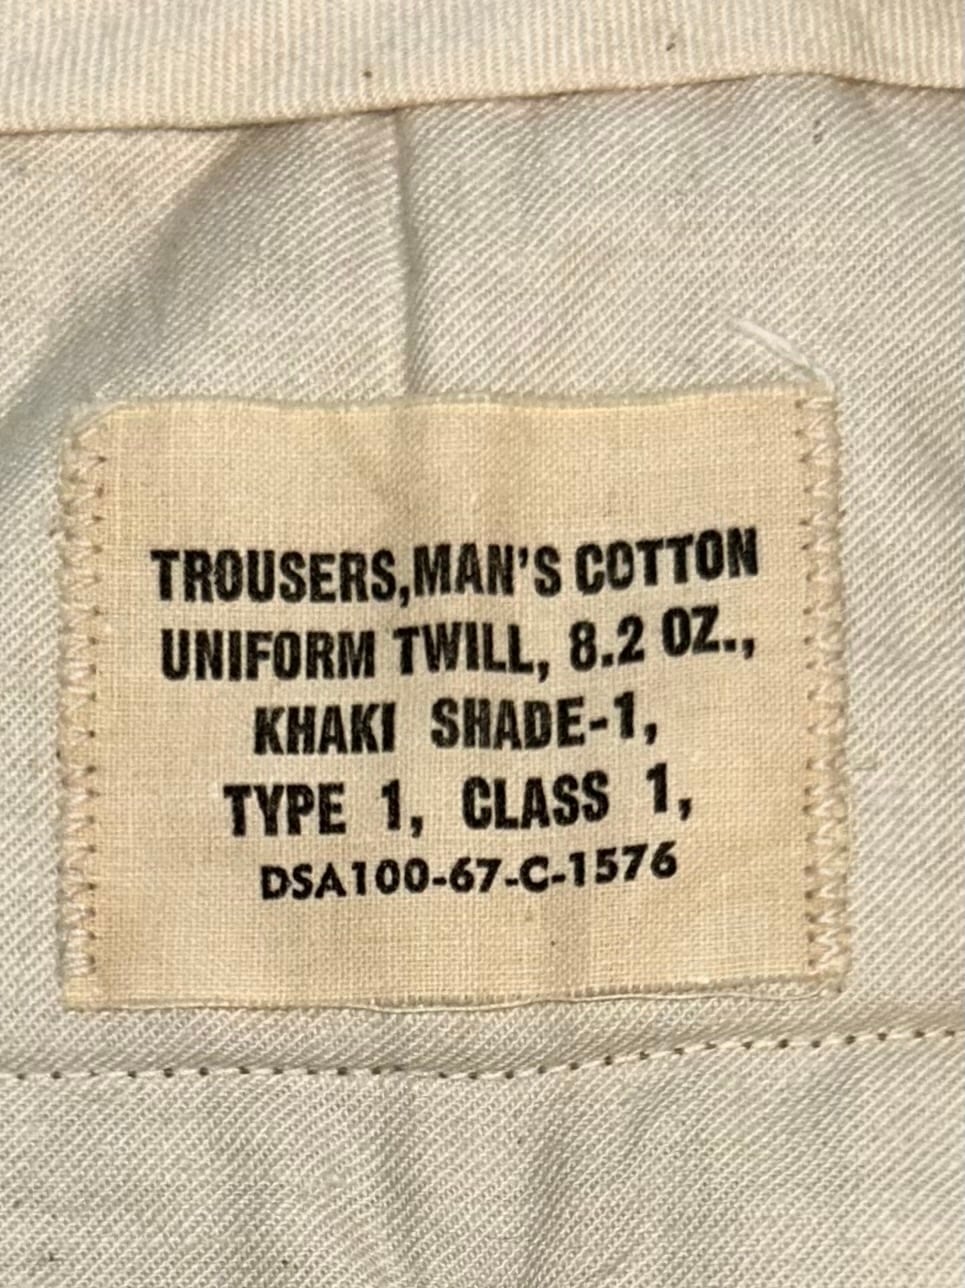 TROUSERS, MAN'S COTTON
UNIFORM TWILL, 8.2 OZ.,
KHAKI SHADE-1,
TYPE 1, CLASS 1,
DSA100-67-C-1576